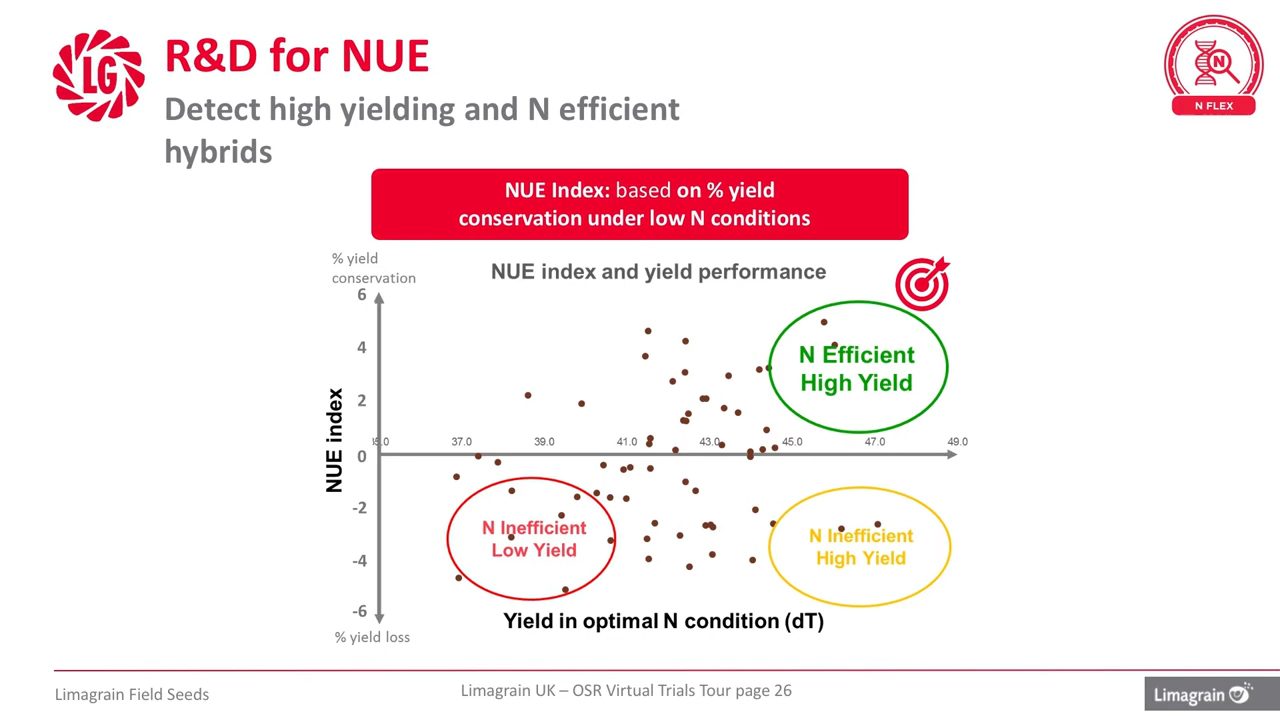 LG
R&D for NUE
Detect high yielding and N efficient
hybrids
N
N FLEX
NUE Index: based on % yield
conservation under low N conditions
% yield
conservation
NUE index and yield performance
6
4
2
0
-2
-4
-6
NUE index
37.0 39.0 41.0 43.0 45.0 47.0 49.0
N Efficient
High Yield
N Inefficient
Low Yield
N Inefficient
High Yield
Yield in optimal N condition (dT)
% yield loss
Limagrain Field Seeds
Limagrain UK – OSR Virtual Trials Tour page 26
Limagrain